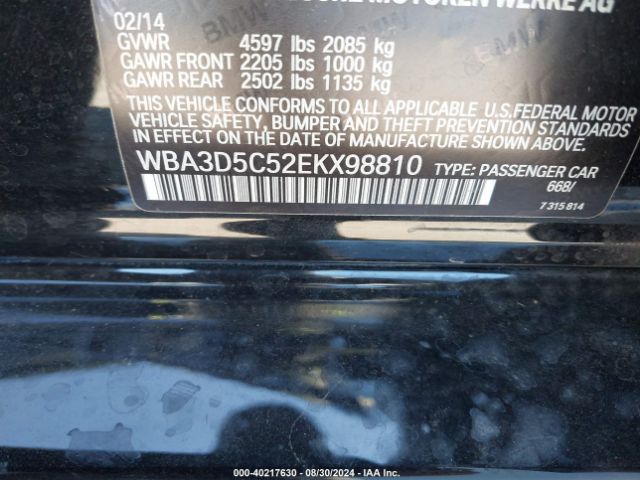 MOTOREN WERKE AG
02/14
GVWR 4597 lbs 2085 kg
GAWR FRONT 2205 lbs 1000 kg
GAWR REAR 2502 lbs 1135 kg
THIS VEHICLE CONFORMS TO ALL APPLICABLE U.S.FEDERAL MOTOR
VEHICLE SAFETY, BUMPER AND THEFT PREVENTION STANDARDS
IN EFFECT ON THE DATE OF MANUFACTURE SHOWN ABOVE.
WBA3D5C52EKX98810 TYPE: PASSENGER CAR
668/
7 315 814
000-40217630 - 08/30/2024 - IAA Inc.